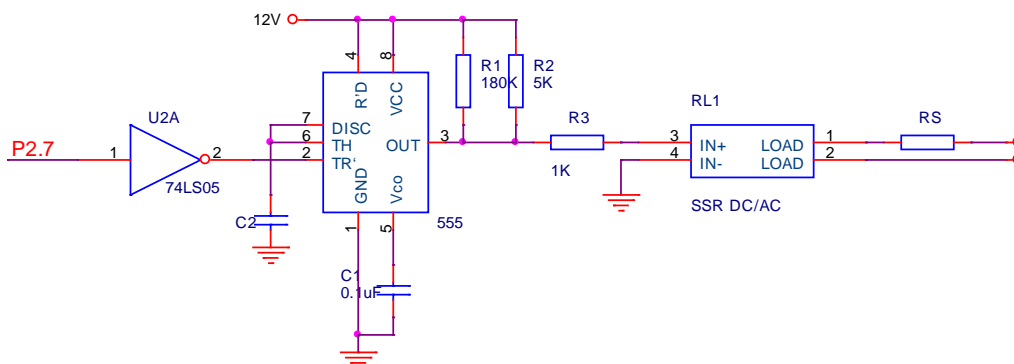 12V
4
8
R'D
VCC
R1
180K
R2
5K
RL1
U2A
P2.7
1
2
74LS05
7
6
2
DISC
TH
TR‘
OUT
3
GND
Vco
R3
1K
3
4
IN+
IN-
LOAD
LOAD
1
2
RS
SSR DC/AC
C2
1
5
555
C1
0.1uF